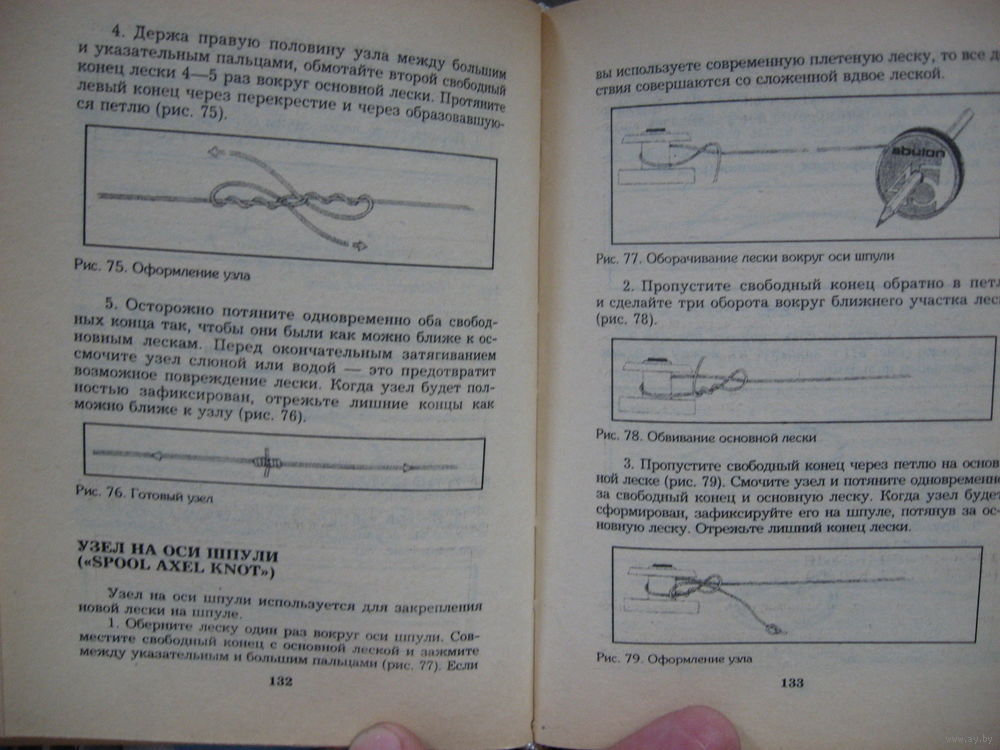 4. Держа правую половину узла между большим
и указательным пальцами, обмотайте второй свободный
конец лески 4—5 раз вокруг основной лески. Протяните
левый конец через перекрестие и через образовавшую-
ся петлю (рис. 75).
Рис. 75. Оформление узла
5. Осторожно потяните одновременно оба свобод-
ных конца так, чтобы они были как можно ближе к ос-
новным лескам. Перед окончательным затягиванием
смочите узел слюной или водой — это предотвратит
возможное повреждение лески. Когда узел будет пол-
ностью зафиксирован, отрежьте лишние концы как
можно ближе к узлу (рис. 76).
Рис. 76. Готовый узел
УЗЕЛ НА ОСИ ШПУЛИ
(«SPOOL AXEL KNOT»)
Узел на оси шпули используется для закрепления
новой лески на шпуле.
1. Оберните леску один раз вокруг оси шпули. Сов-
местите свободный конец с основной леской и зажмите
между указательным и большим пальцами (рис. 77). Если
132
вы используете современную плетеную леску, то все
ствия совершаются со сложенной вдвое леской.
abulon
Рис. 77. Оборачивание лески вокруг оси шпули
2. Пропустите свободный конец обратно в
и сделайте три оборота вокруг ближнего участка
(рис. 78).
Рис. 78. Обвивание основной лески
3. Пропустите свободный конец через петлю на основ
ной леске (рис. 79). Смочите узел и потяните одновременно
за свободный конец и основную леску. Когда узел будет
сформирован, зафиксируйте его на шпуле, потянув за ос-
новную леску. Отрежьте лишний конец лески.
Рис. 79. Оформление узла
133
www.ay.by